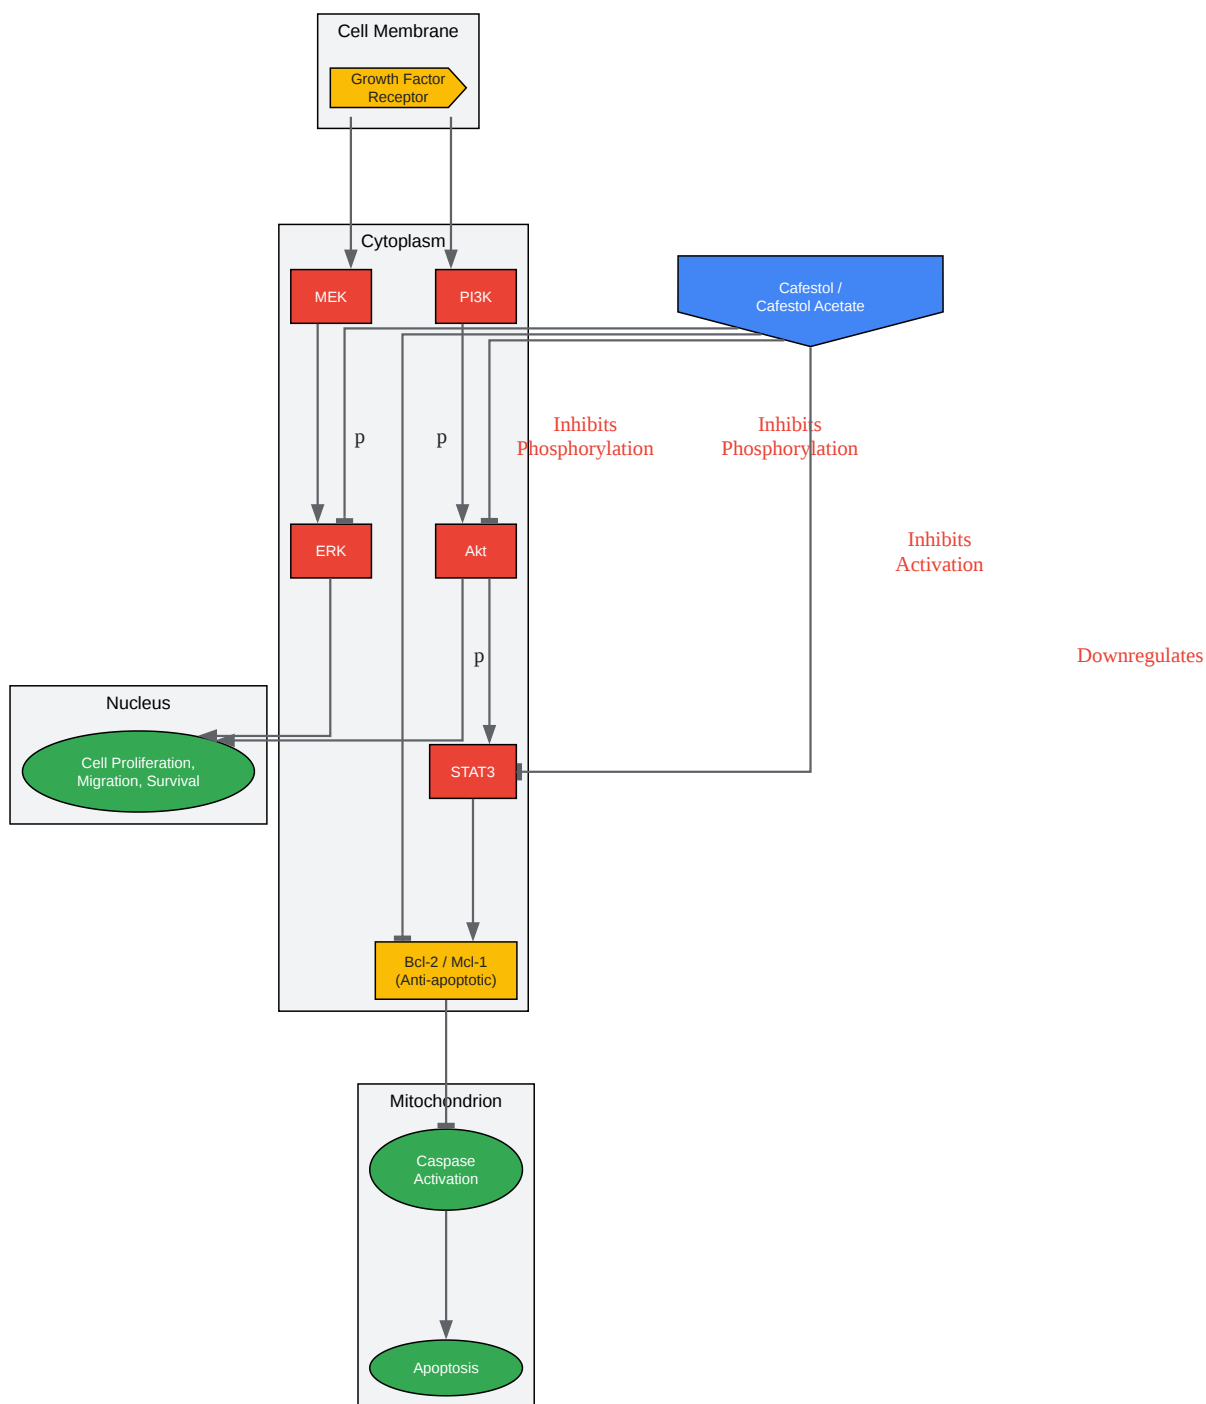 Cell Membrane
Growth Factor
Receptor
Cytoplasm
MEK
PI3K
Cafestol /
Cafestol Acetate
p
p
Inhibits
Phosphorylation
Inhibits
Phosphorylation
ERK
Akt
Inhibits
Activation
p
Downregulates
Nucleus
Cell Proliferation,
Migration, Survival
STAT3
Bcl-2 / Mcl-1
(Anti-apoptotic)
Mitochondrion
Caspase
Activation
Apoptosis